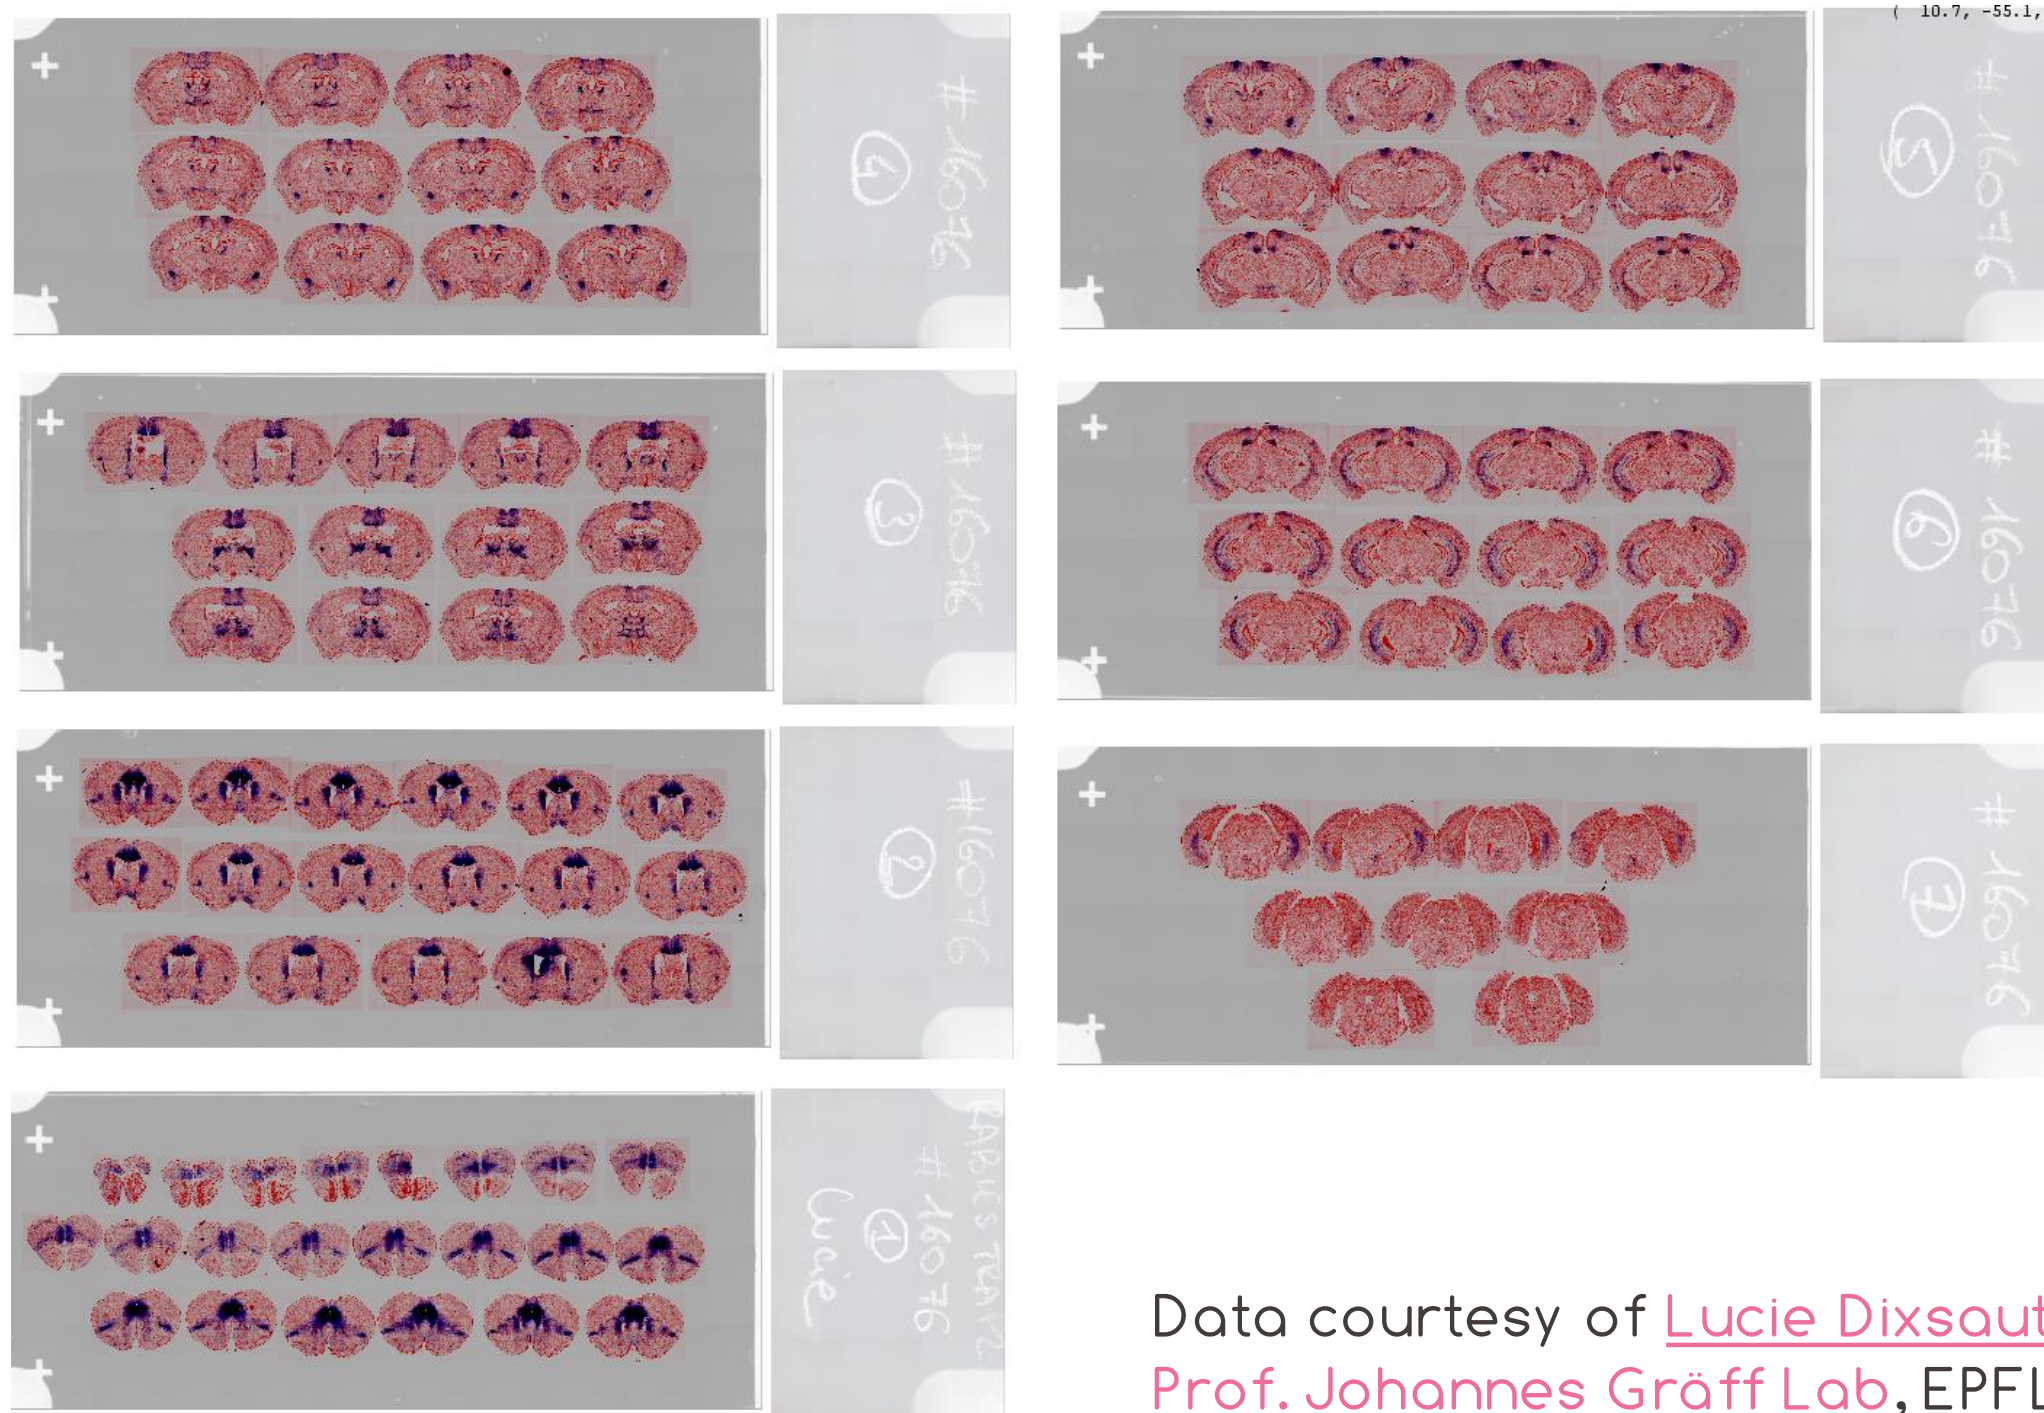 ( 10.7, -55.1,
#16076
4
#16076
5
#16076
3
#16076
6
#16076
2
#16076
7
RABIES TRAP2
#16076
1
Lucie
Data courtesy of Lucie Dixsaut
Prof. Johannes Gräff Lab, EPFL